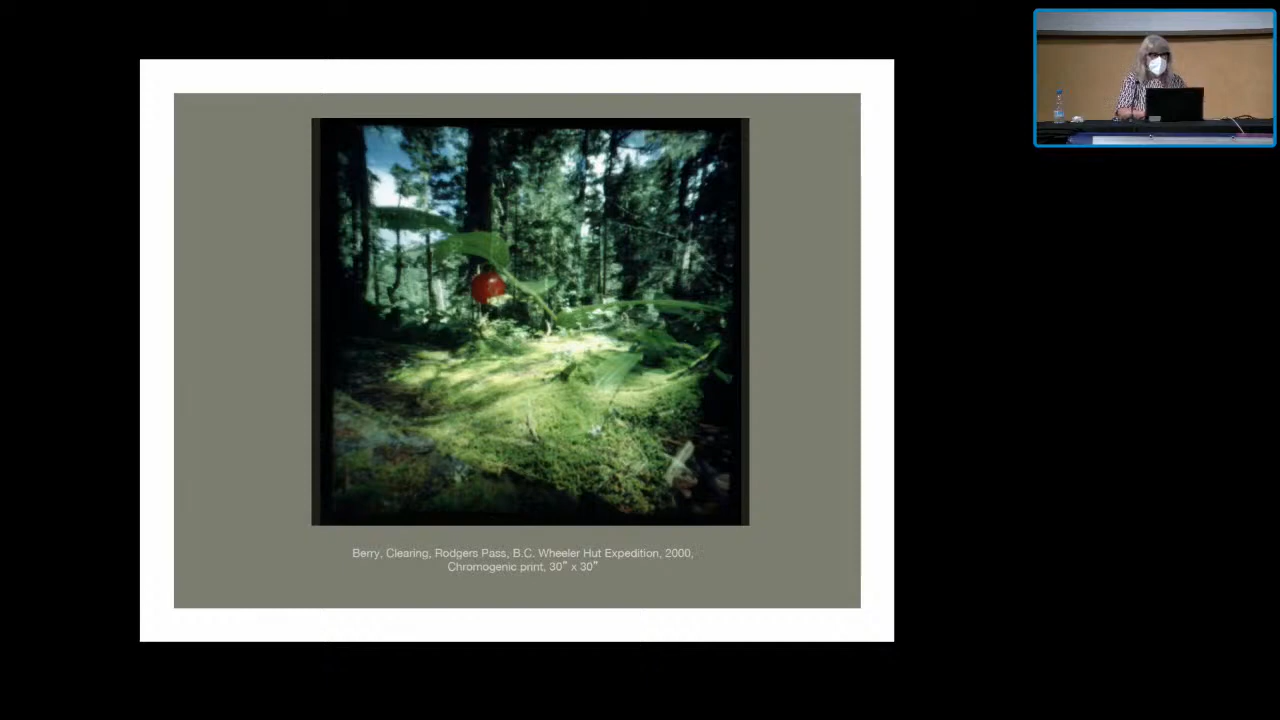 Berry, Clearing, Rodgers Pass, B.C. Wheeler Hut Expedition, 2000,
Chromogenic print, 30" x 30"